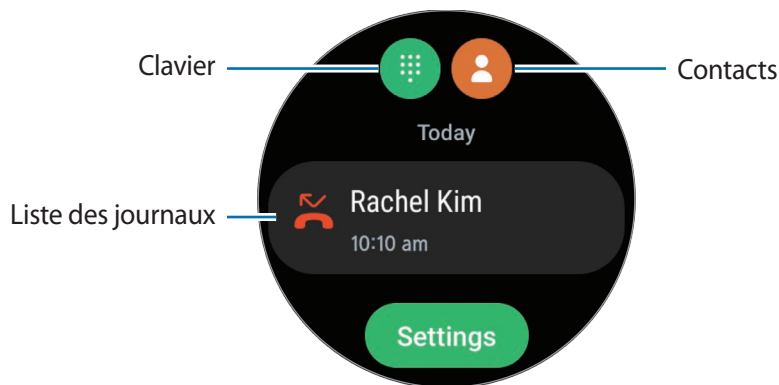 Clavier
Contacts
Today
Liste des journaux
Rachel Kim
10:10 am
Settings